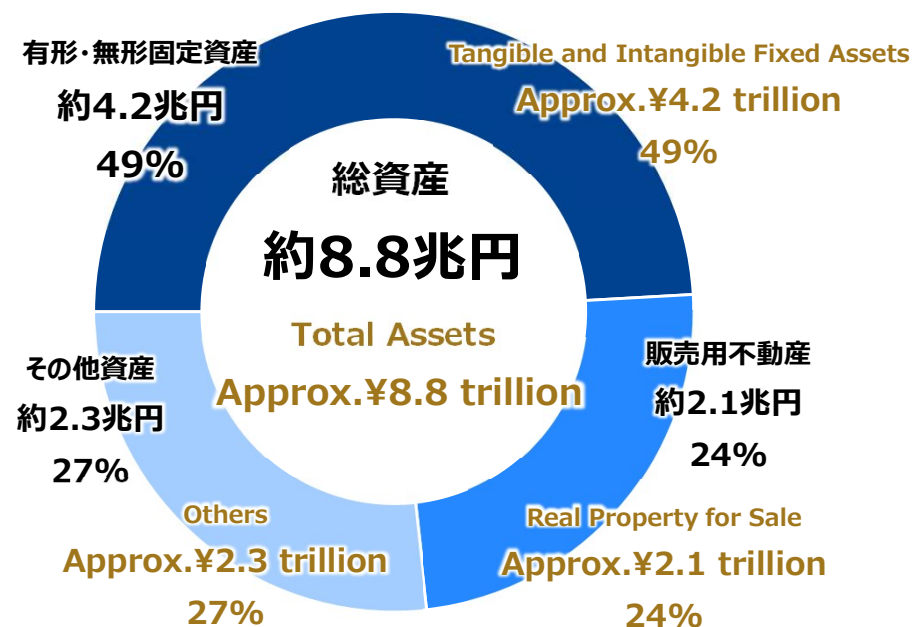 有形・無形固定資産
約4.2兆円
49%
Tangible and Intangible Fixed Assets
Approx.¥4.2 trillion
49%
総資産
約8.8兆円
Total Assets
Approx.¥8.8 trillion
その他資産
約2.3兆円
27%
Others
Approx.¥2.3 trillion
27%
販売用不動産
約2.1兆円
24%
Real Property for Sale
Approx.¥2.1 trillion
24%